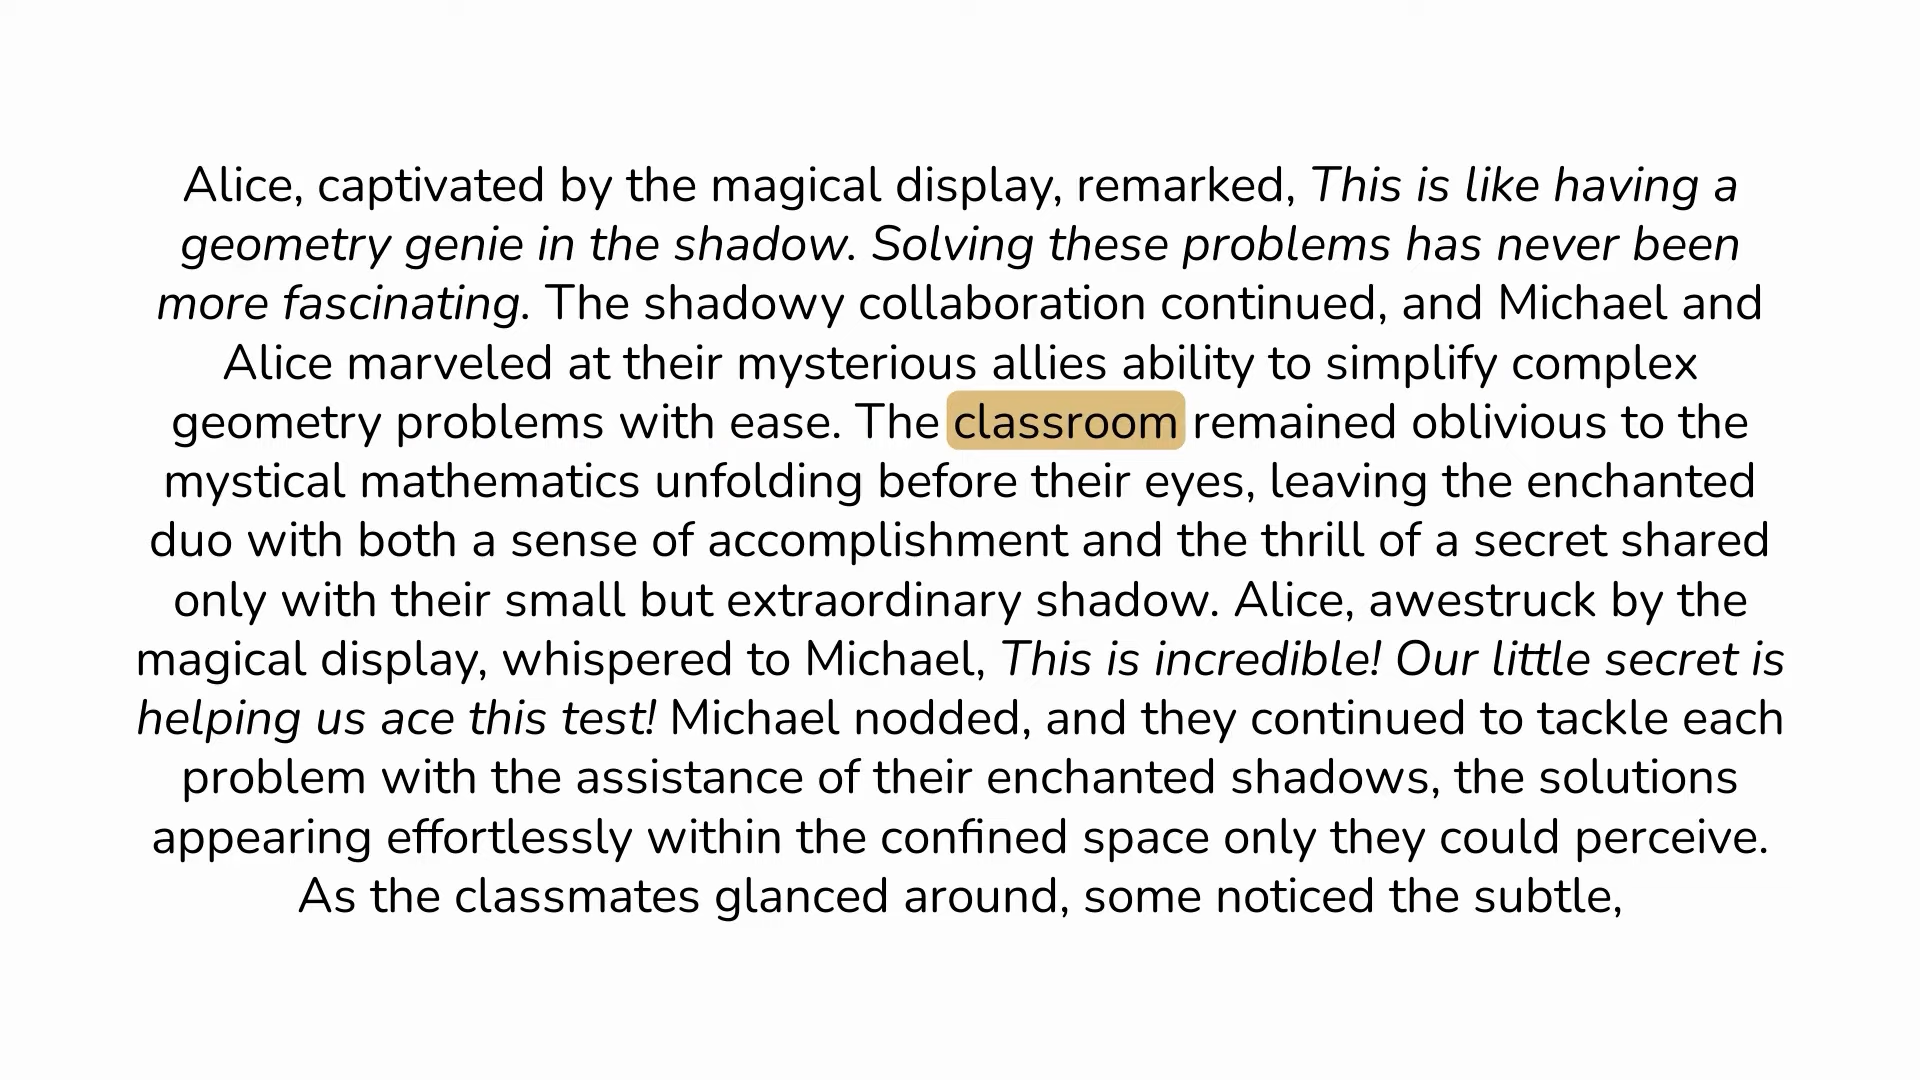 Alice, captivated by the magical display, remarked, This is like having a
geometry genie in the shadow. Solving these problems has never been
more fascinating. The shadowy collaboration continued, and Michael and
Alice marveled at their mysterious allies ability to simplify complex
geometry problems with ease. The classroom remained oblivious to the
mystical mathematics unfolding before their eyes, leaving the enchanted
duo with both a sense of accomplishment and the thrill of a secret shared
only with their small but extraordinary shadow. Alice, awestruck by the
magical display, whispered to Michael, This is incredible! Our little secret is
helping us ace this test! Michael nodded, and they continued to tackle each
problem with the assistance of their enchanted shadows, the solutions
appearing effortlessly within the confined space only they could perceive.
As the classmates glanced around, some noticed the subtle,